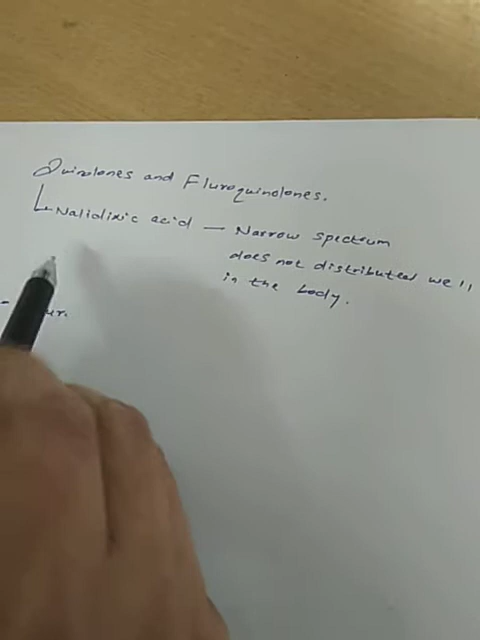 Quinolones and Fluroquinolones.
Nalidixic acid — Narrow spectrum
does not distributed well
in the body.